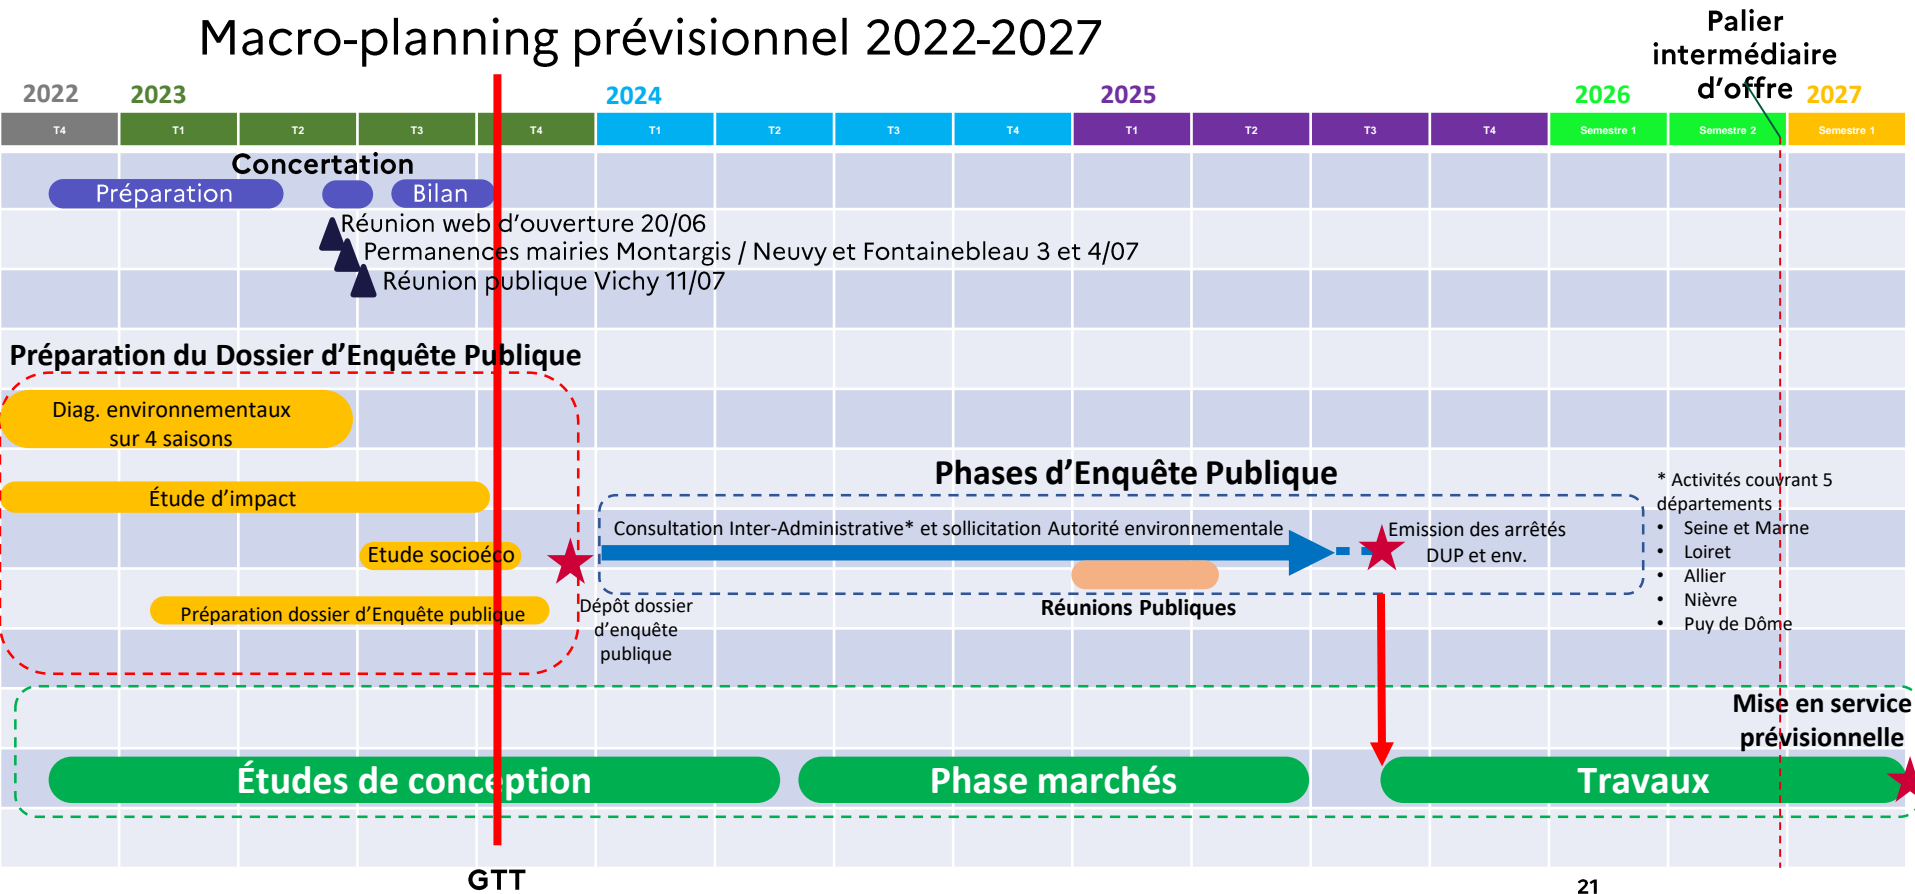 Macro-planning prévisionnel 2022-2027
Palier
intermédiaire
d'offre
2022
2023
2024
2025
2026
2027
T4
T1
T2
T3
T4
T1
T2
T3
T4
T1
T2
T3
T4
Semestre 1
Semestre 2
Semestre 1
Concertation
Préparation
Bilan
Réunion web d'ouverture 20/06
Permanences mairies Montargis / Neuvy et Fontainebleau 3 et 4/07
Réunion publique Vichy 11/07
Préparation du Dossier d'Enquête Publique
Diag. environnementaux
sur 4 saisons
Étude d'impact
Etude socioéco
Préparation dossier d'Enquête publique
Dépôt dossier
d'enquête
publique
Phases d'Enquête Publique
Consultation Inter-Administrative* et sollicitation Autorité environnementale
Emission des arrêtés
DUP et env.
Réunions Publiques
* Activités couvrant 5
départements :
• Seine et Marne
• Loiret
• Allier
• Nièvre
• Puy de Dôme
Mise en service
prévisionnelle
Études de conception
Phase marchés
Travaux
GTT
21